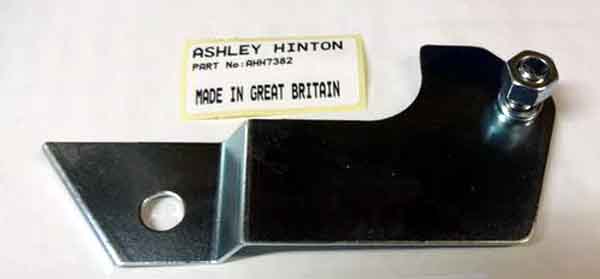 ASHLEY HINTON
PART No:AHH7382
MADE IN GREAT BRITAIN